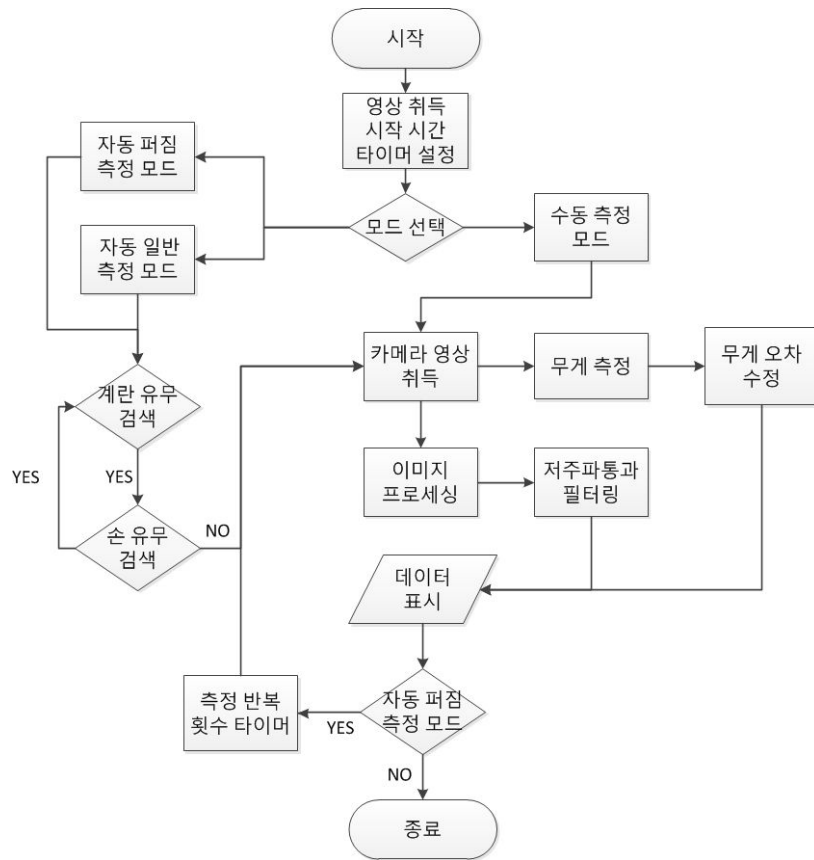 시작
영상 취득
시작 시간
타이머 설정
자동 퍼짐
측정 모드
모드 선택
수동 측정
모드
자동 일반
측정 모드
카메라 영상
취득
무게 측정
무게 오차
수정
계란 유무
검색
YES
YES
이미지
프로세싱
저주파통과
필터링
손 유무
검색
NO
데이터
표시
자동 퍼짐
측정 모드
YES
측정 반복
횟수 타이머
NO
종료